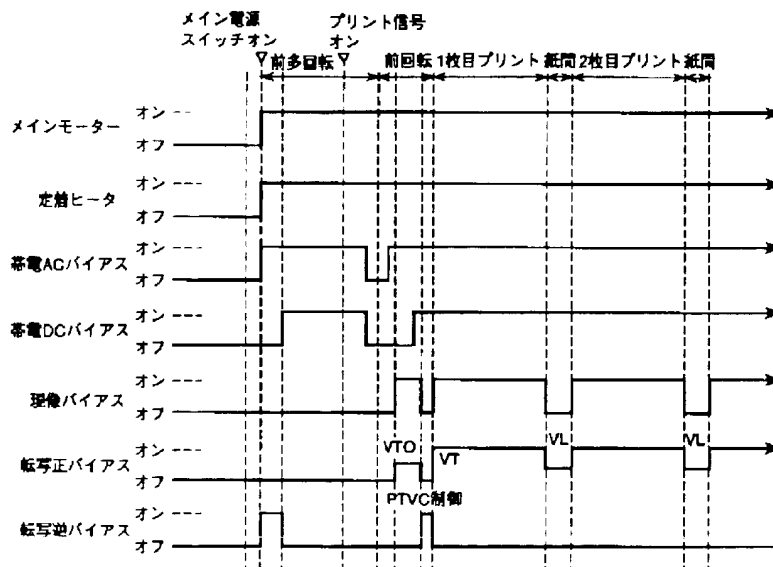 メイン電源
スイッチオン
プリント信号
オン
前多回転
前回転
1枚目プリント
紙間
2枚目プリント
紙間
メインモーター
オン
オフ
定着ヒータ
オン
オフ
帯電ACバイアス
オン
オフ
帯電DCバイアス
オン
オフ
現像バイアス
オン
オフ
転写正バイアス
オン
オフ
VTO
VT
VL
VL
PTVC制御
転写逆バイアス
オン
オフ